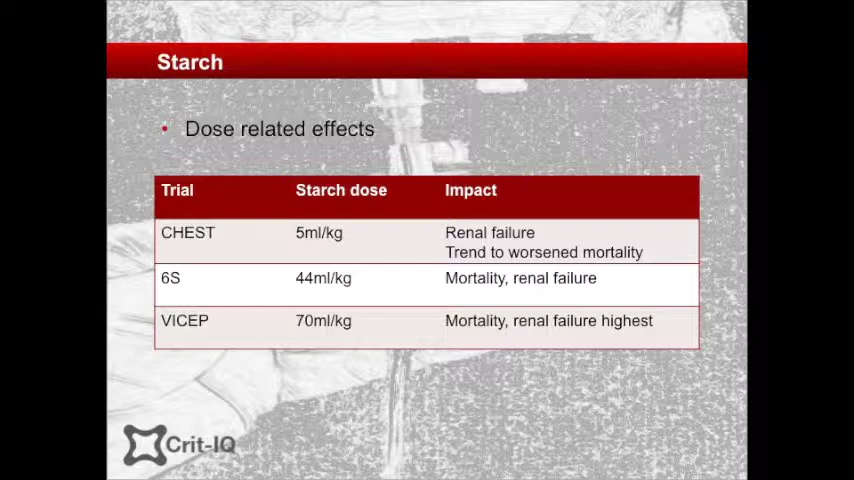 Starch
• Dose related effects
Trial Starch dose Impact
CHEST 5ml/kg Renal failure
Trend to worsened mortality
6S 44ml/kg Mortality, renal failure
VICEP 70ml/kg Mortality, renal failure highest
Crit-IQ